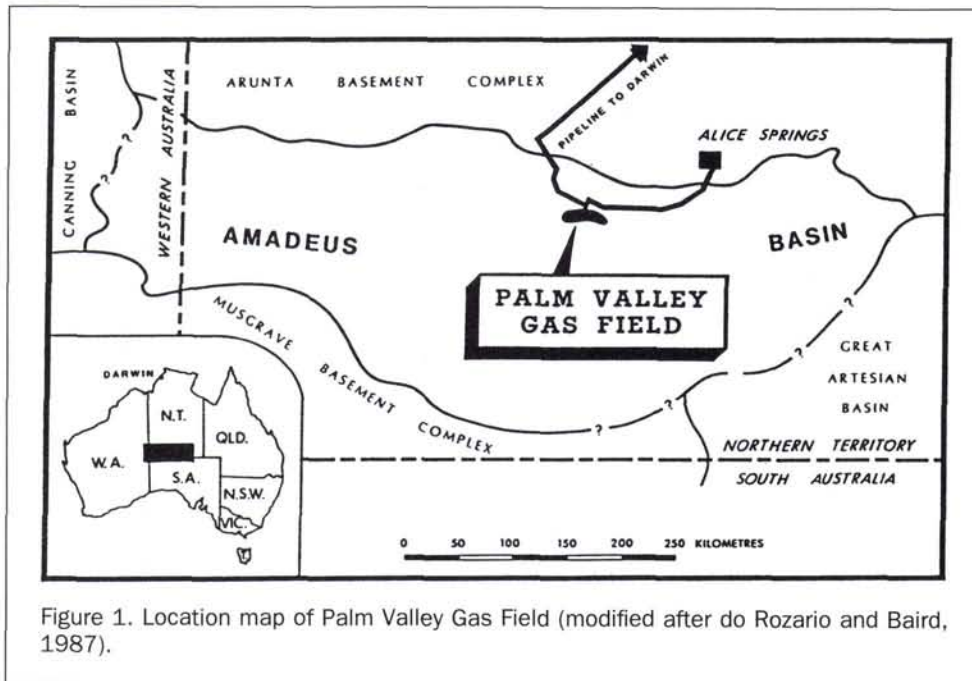 ARUNTA BASEMENT COMPLEX
CANNING BASIN
WESTERN AUSTRALIA
PIPELINE TO DARWIN
ALICE SPRINGS
?
?
AMADEUS BASIN
PALM VALLEY
GAS FIELD
MUSGRAVE BASEMENT COMPLEX
?
?
?
GREAT
ARTESIAN
BASIN
NORTHERN TERRITORY
SOUTH AUSTRALIA
DARWIN
N.T.
QLD.
W.A.
S.A.
N.S.W.
VIC.
T.
0 50 100 150 200 250 KILOMETRES
Figure 1. Location map of Palm Valley Gas Field (modified after do Rozario and Baird,
1987).